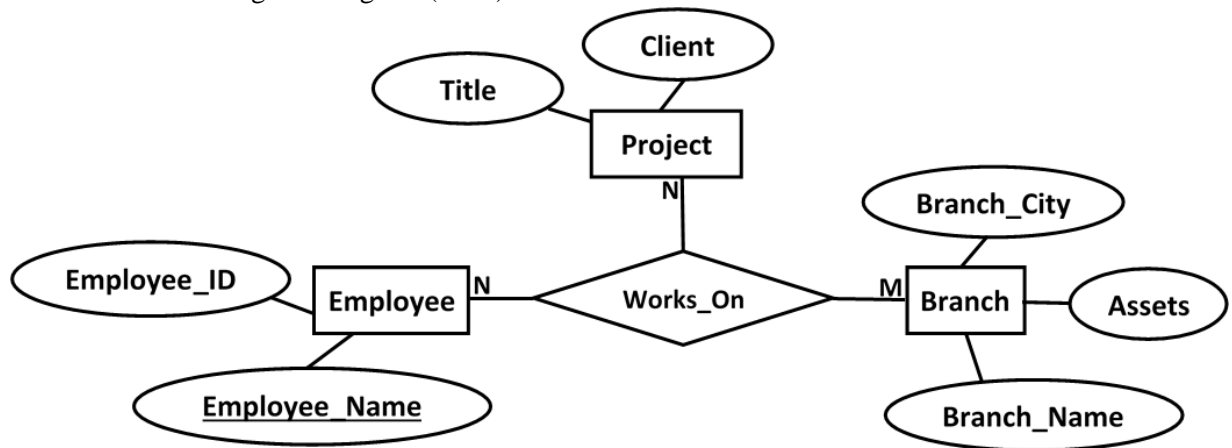 Client
Title
Project
N
Branch_City
Employee_ID
Employee
N
Works_On
M
Branch
Assets
Employee_Name
Branch_Name